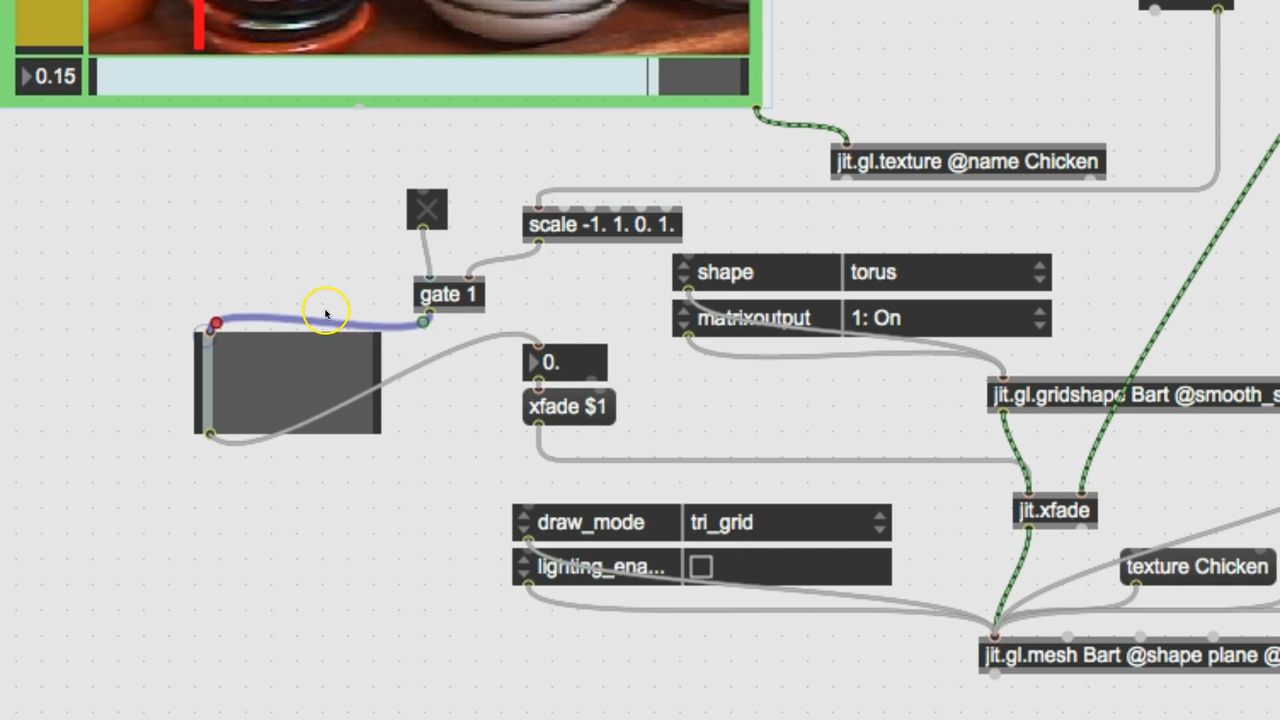 0.15
jit.gl.texture @name Chicken
scale -1. 1. 0. 1.
shape torus
gate 1
matrixoutput 1: On
0.
jit.gl.gridshape Bart @smooth_s
xfade $1
jit.xfade
draw_mode tri_grid
lighting_ena...
texture Chicken
jit.gl.mesh Bart @shape plane @